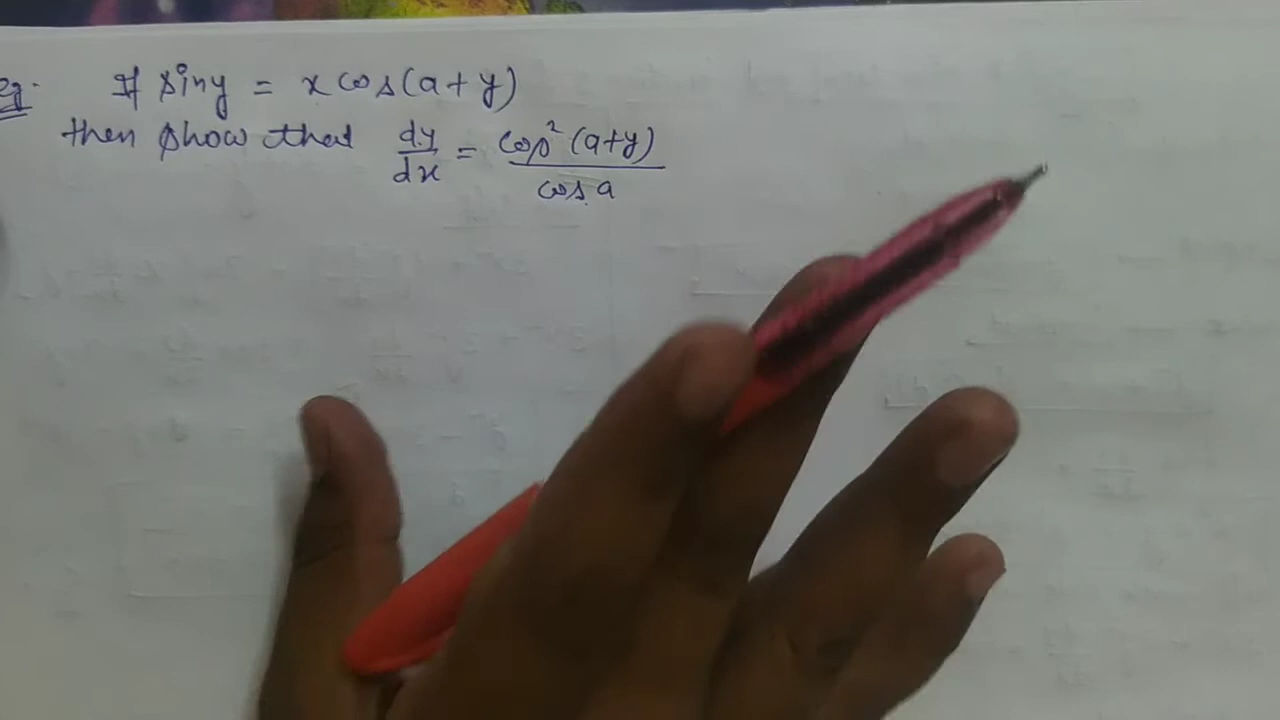 eg. If siny = x cos(a+y)
then show that dy/dx = cos²(a+y)/cos a